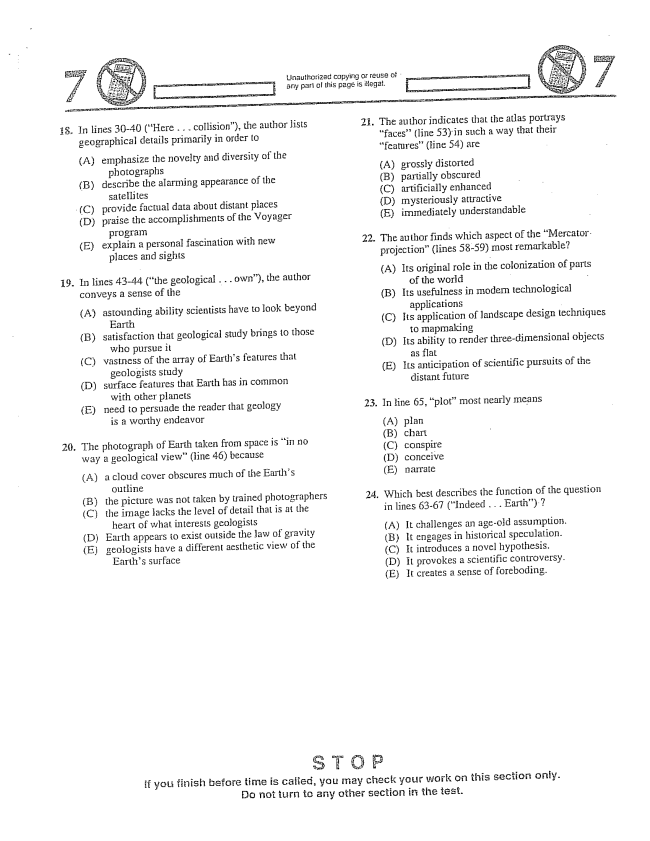 7
Unauthorized copying or reuse of
any part of this page is illegal.
7
18. In lines 30-40 ("Here . . . collision"), the author lists
geographical details primarily in order to
(A) emphasize the novelty and diversity of the
photographs
(B) describe the alarming appearance of the
satellites
(C) provide factual data about distant places
(D) praise the accomplishments of the Voyager
program
(E) explain a personal fascination with new
places and sights
19. In lines 43-44 ("the geological . . . own"), the author
conveys a sense of the
(A) astounding ability scientists have to look beyond
Earth
(B) satisfaction that geological study brings to those
who pursue it
(C) vastness of the array of Earth's features that
geologists study
(D) surface features that Earth has in common
with other planets
(E) need to persuade the reader that geology
is a worthy endeavor
20. The photograph of Earth taken from space is "in no
way a geological view" (line 46) because
(A) a cloud cover obscures much of the Earth's
outline
(B) the picture was not taken by trained photographers
(C) the image lacks the level of detail that is at the
heart of what interests geologists
(D) Earth appears to exist outside the law of gravity
(E) geologists have a different aesthetic view of the
Earth's surface
21. The author indicates that the atlas portrays
"faces" (line 53) in such a way that their
"features" (line 54) are
(A) grossly distorted
(B) partially obscured
(C) artificially enhanced
(D) mysteriously attractive
(E) immediately understandable
22. The author finds which aspect of the "Mercator
projection" (lines 58-59) most remarkable?
(A) Its original role in the colonization of parts
of the world
(B) Its usefulness in modern technological
applications
(C) Its application of landscape design techniques
to mapmaking
(D) Its ability to render three-dimensional objects
as flat
(E) Its anticipation of scientific pursuits of the
distant future
23. In line 65, "plot" most nearly means
(A) plan
(B) chart
(C) conspire
(D) conceive
(E) narrate
24. Which best describes the function of the question
in lines 63-67 ("Indeed . . . Earth") ?
(A) It challenges an age-old assumption.
(B) It engages in historical speculation.
(C) It introduces a novel hypothesis.
(D) It provokes a scientific controversy.
(E) It creates a sense of foreboding.
STOP
If you finish before time is called, you may check your work on this section only.
Do not turn to any other section in the test.